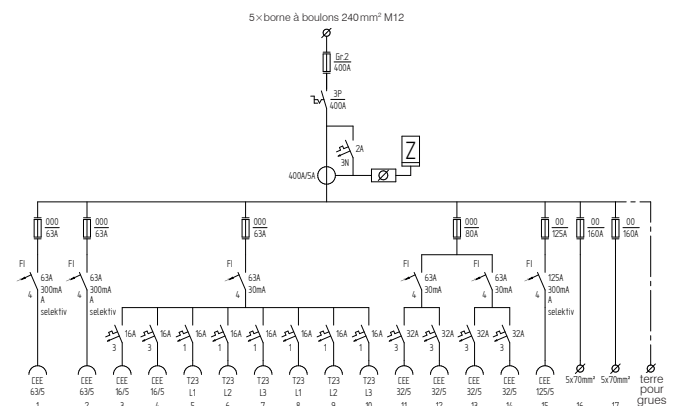 5×borne à boulons 240mm² M12
Gr.2
400A
3P
400A
2A
3N
Z
400A/5A
000 000 000 000 00 00 00
63A 63A 63A 80A 125A 160A 160A
FI FI FI FI FI FI
63A 63A 63A 63A 63A 125A
300mA 300mA 30mA 30mA 30mA 300mA
4 4 4 4 4 4
A A A
selektiv selektiv selektiv
16A 16A 16A 16A 16A 16A 16A 16A 32A 32A 32A 32A
3 3 1 1 1 1 1 1 3 3 3 3
CEE CEE CEE CEE T23 T23 T23 T23 T23 T23 CEE CEE CEE CEE CEE 5x70mm² 5x70mm² terre
63/5 63/5 16/5 16/5 L1 L2 L3 L1 L2 L3 32/5 32/5 32/5 32/5 125/5 pour
1 2 3 4 5 6 7 8 9 10 11 12 13 14 15 16 17 grues